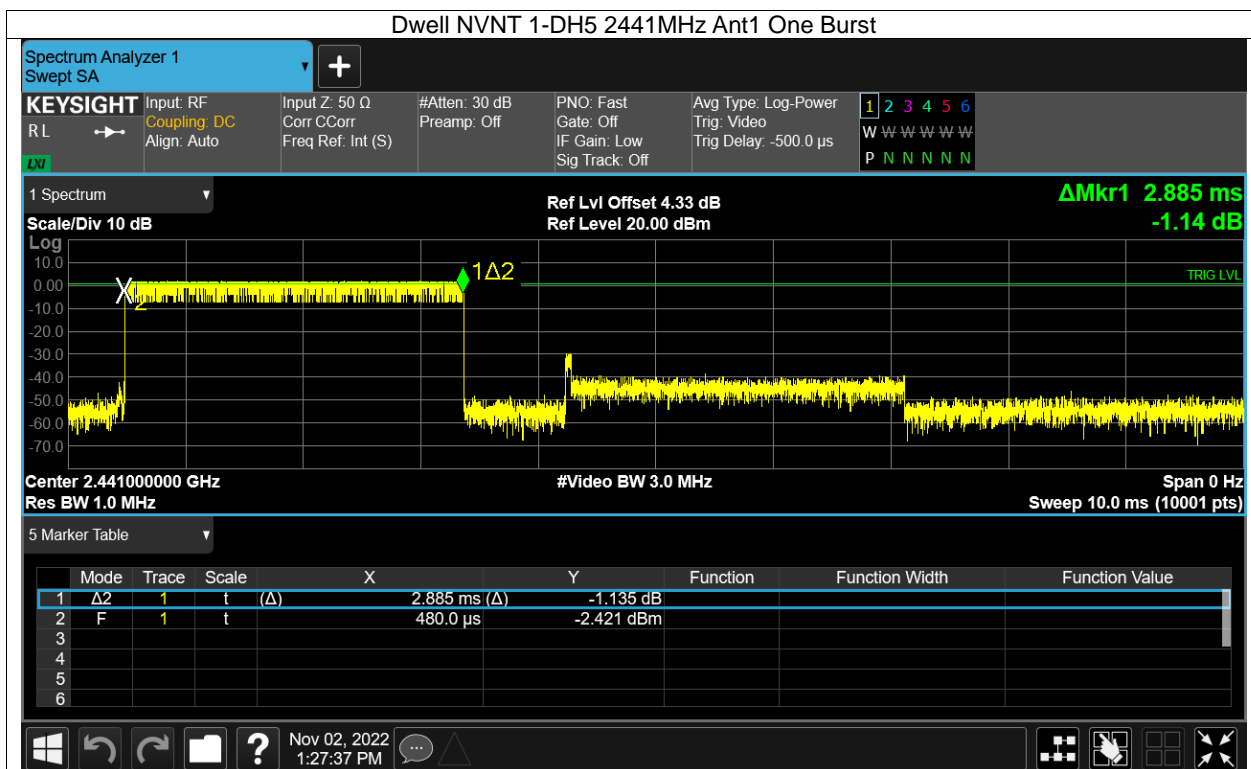 Dwell NVNT 1-DH5 2441MHz Ant1 One Burst
Spectrum Analyzer 1
Swept SA
KEYSIGHT
R L
LXI
Input: RF
Coupling: DC
Align: Auto
Input Z: 50 Ω
Corr CCorr
Freq Ref: Int (S)
#Atten: 30 dB
Preamp: Off
PNO: Fast
Gate: Off
IF Gain: Low
Sig Track: Off
Avg Type: Log-Power
Trig: Video
Trig Delay: -500.0 µs
1 2 3 4 5 6
W W W W W W
P N N N N N
1 Spectrum
Scale/Div 10 dB
Ref Lvl Offset 4.33 dB
Ref Level 20.00 dBm
ΔMkr1 2.885 ms
-1.14 dB
Log
10.0
0.00
-10.0
-20.0
-30.0
-40.0
-50.0
-60.0
-70.0
X
2
1Δ2
TRIG LVL
Center 2.441000000 GHz
Res BW 1.0 MHz
#Video BW 3.0 MHz
Span 0 Hz
Sweep 10.0 ms (10001 pts)
5 Marker Table
Mode Trace Scale X Y Function Function Width Function Value
1 Δ2 1 t (Δ) 2.885 ms (Δ) -1.135 dB
2 F 1 t 480.0 µs -2.421 dBm
3
4
5
6
?
Nov 02, 2022
1:27:37 PM